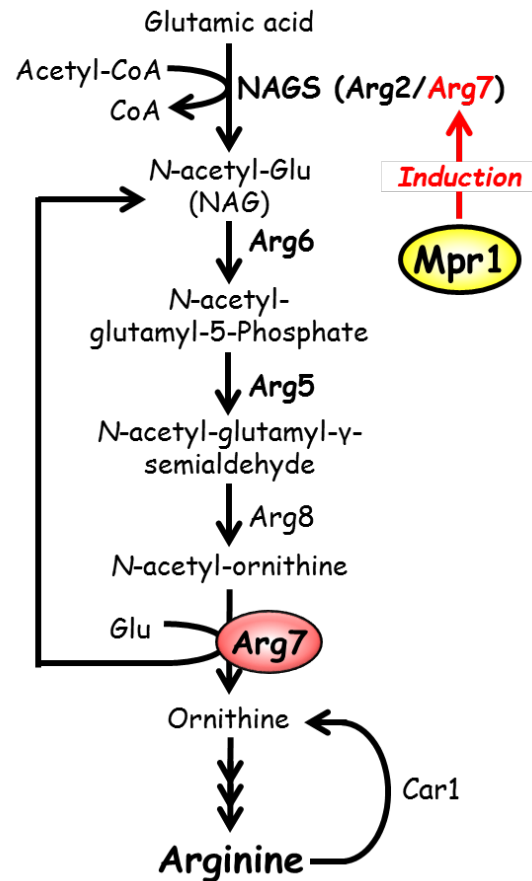 Glutamic acid
Acetyl-CoA
CoA
NAGS (Arg2/Arg7)
Induction
Mpr1
N-acetyl-Glu
(NAG)
Arg6
N-acetyl-
glutamyl-5-Phosphate
Arg5
N-acetyl-glutamyl-γ-
semialdehyde
Arg8
N-acetyl-ornithine
Glu
Arg7
Ornithine
Car1
Arginine